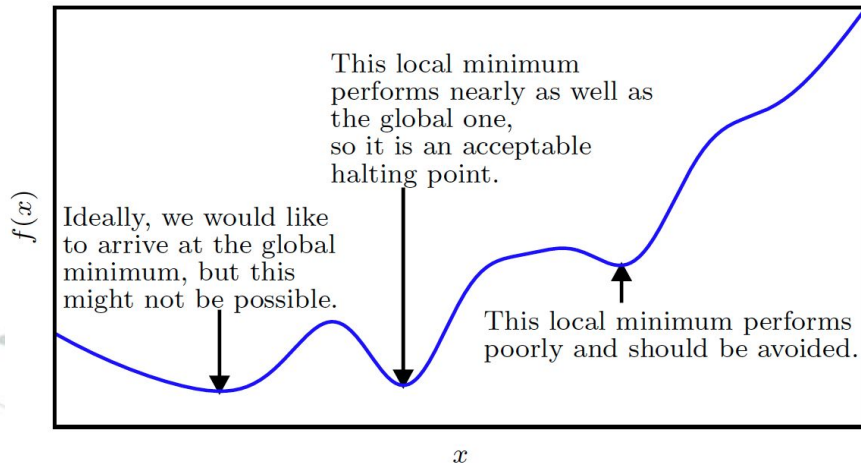 This local minimum
performs nearly as well as
the global one,
so it is an acceptable
halting point.
Ideally, we would like
to arrive at the global
minimum, but this
might not be possible.
This local minimum performs
poorly and should be avoided.
f(x)
x